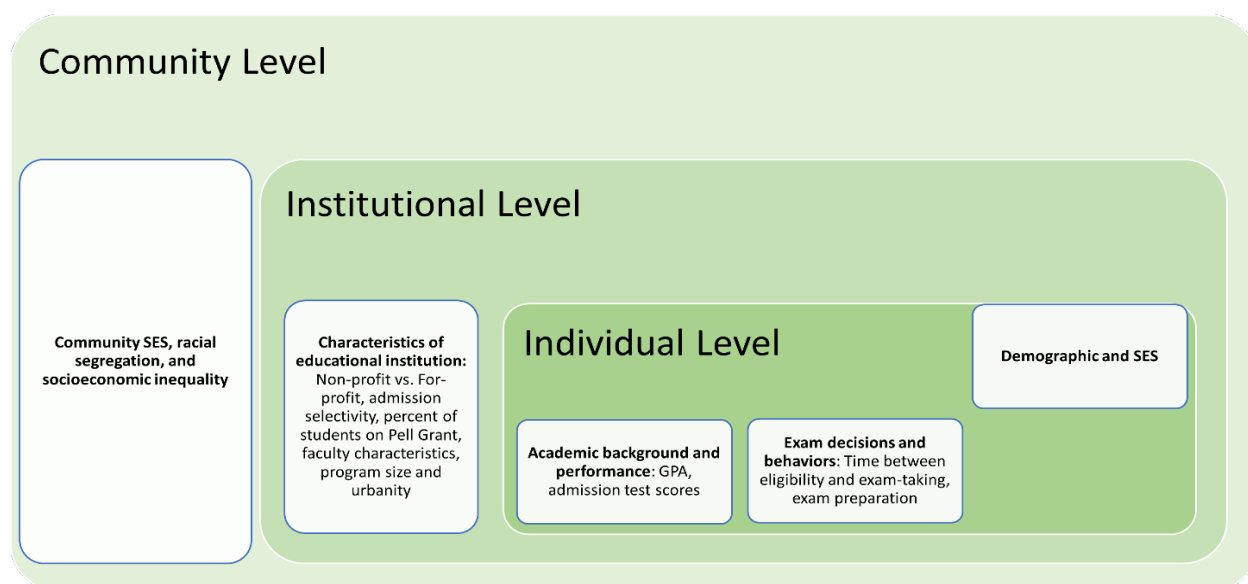 Community Level
Community SES, racial
segregation, and
socioeconomic inequality
Institutional Level
Characteristics of
educational institution:
Non-profit vs. For-
profit, admission
selectivity, percent of
students on Pell Grant,
faculty characteristics,
program size and
urbanity
Individual Level
Demographic and SES
Academic background and
performance: GPA,
admission test scores
Exam decisions and
behaviors: Time between
eligibility and exam-taking,
exam preparation